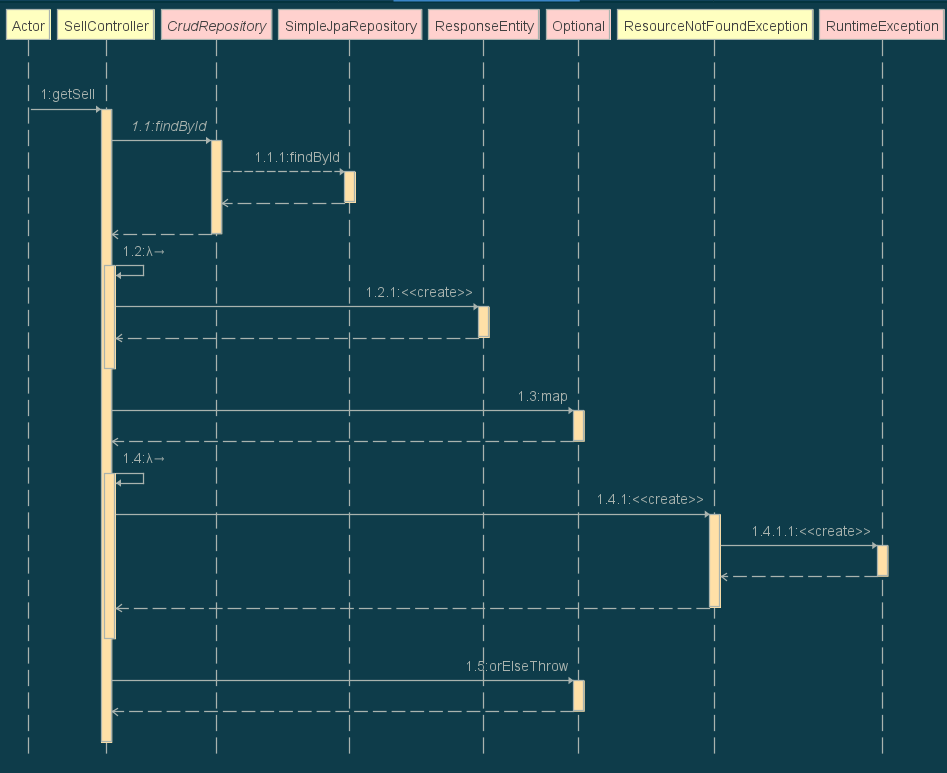 Actor
SellController
CrudRepository
SimpleJpaRepository
ResponseEntity
Optional
ResourceNotFoundException
RuntimeException
1:getSell
1.1:findById
1.1.1:findById
1.2:λ→
1.2.1:<<create>>
1.3:map
1.4:λ→
1.4.1:<<create>>
1.4.1.1:<<create>>
1.5:orElseThrow